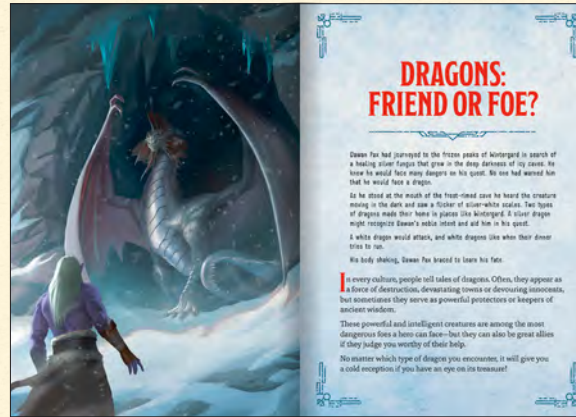 DRAGONS:
FRIEND OR FOE?
Dawan Pax had journeyed to the frozen peaks of Wintergard in search of
a healing silver fungus that grew in the deep darkness of icy caves. He
knew he would face many dangers on his quest. No one had warned him
that he would face a dragon.
As he stood at the mouth of the frost-rimed cave he heard the creature
moving in the dark and saw a flicker of silver-white scales. Two types
of dragons made their home in places like Wintergard. A silver dragon
might recognize Dawan's noble intent and aid him in his quest.
A white dragon would attack, and white dragons like when their dinner
tries to run.
His body shaking, Dawan Pax braced to learn his fate.
In every culture, people tell tales of dragons. Often, they appear as
a force of destruction, devastating towns or devouring innocents,
but sometimes they serve as powerful protectors or keepers of
ancient wisdom.
These powerful and intelligent creatures are among the most
dangerous foes a hero can face—but they can also be great allies
if they judge you worthy of their help.
No matter which type of dragon you encounter, it will give you
a cold reception if you have an eye on its treasure!